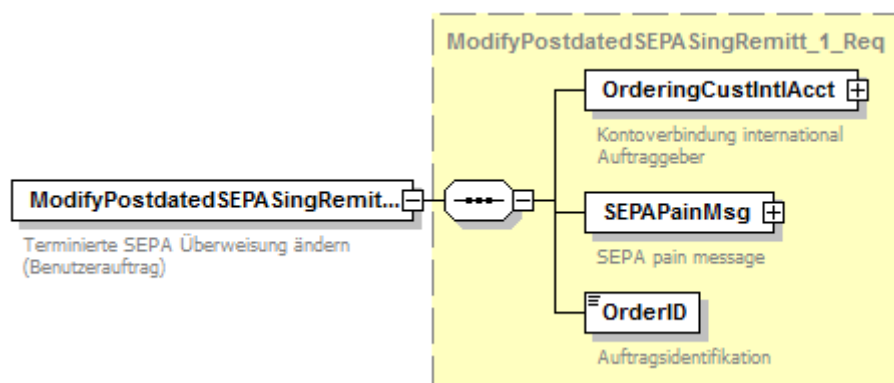 ModifyPostdatedSEPASingRemitt_1_Req
OrderingCustIntlAcct
Kontoverbindung international
Auftraggeber
ModifyPostdatedSEPASingRemit...
Terminierte SEPA Überweisung ändern
(Benutzerauftrag)
SEPAPainMsg
SEPA pain message
OrderID
Auftragsidentifikation